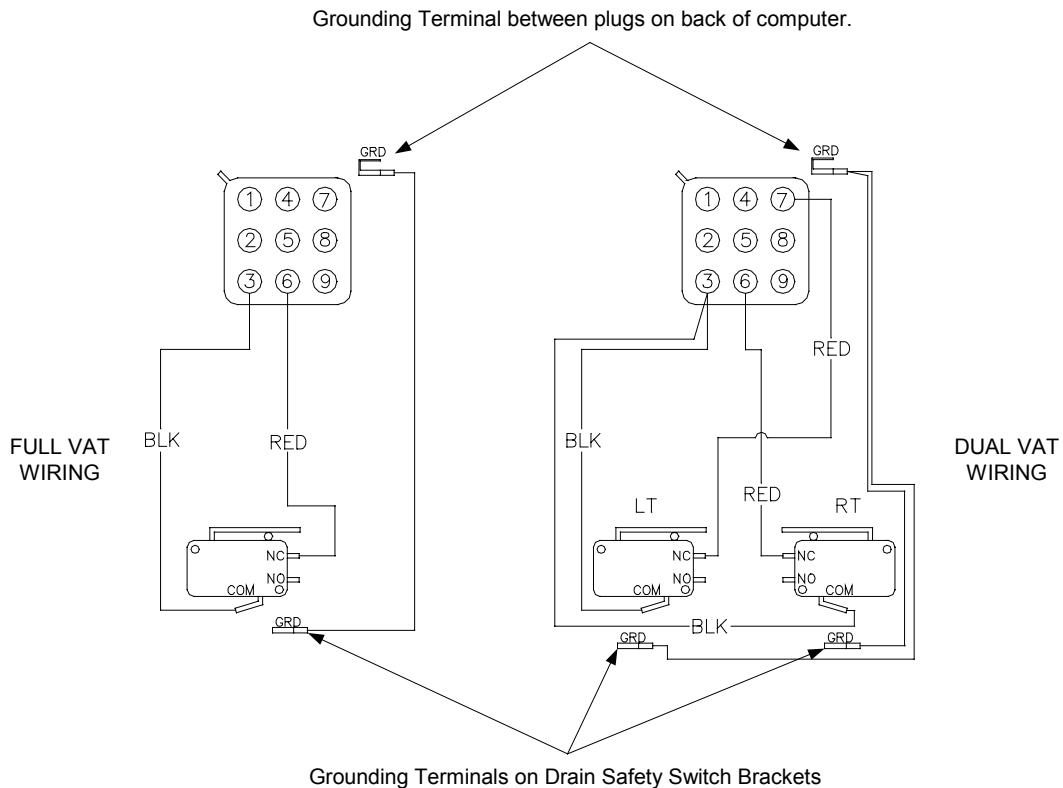 Grounding Terminal between plugs on back of computer.
GRD
GRD
1 4 7
2 5 8
3 6 9
1 4 7
2 5 8
3 6 9
RED
FULL VAT
WIRING
BLK
RED
BLK
DUAL VAT
WIRING
RED
LT
RT
NC
NO
COM
NC
NO
COM
NC
NO
COM
GRD
BLK
GRD
GRD
Grounding Terminals on Drain Safety Switch Brackets